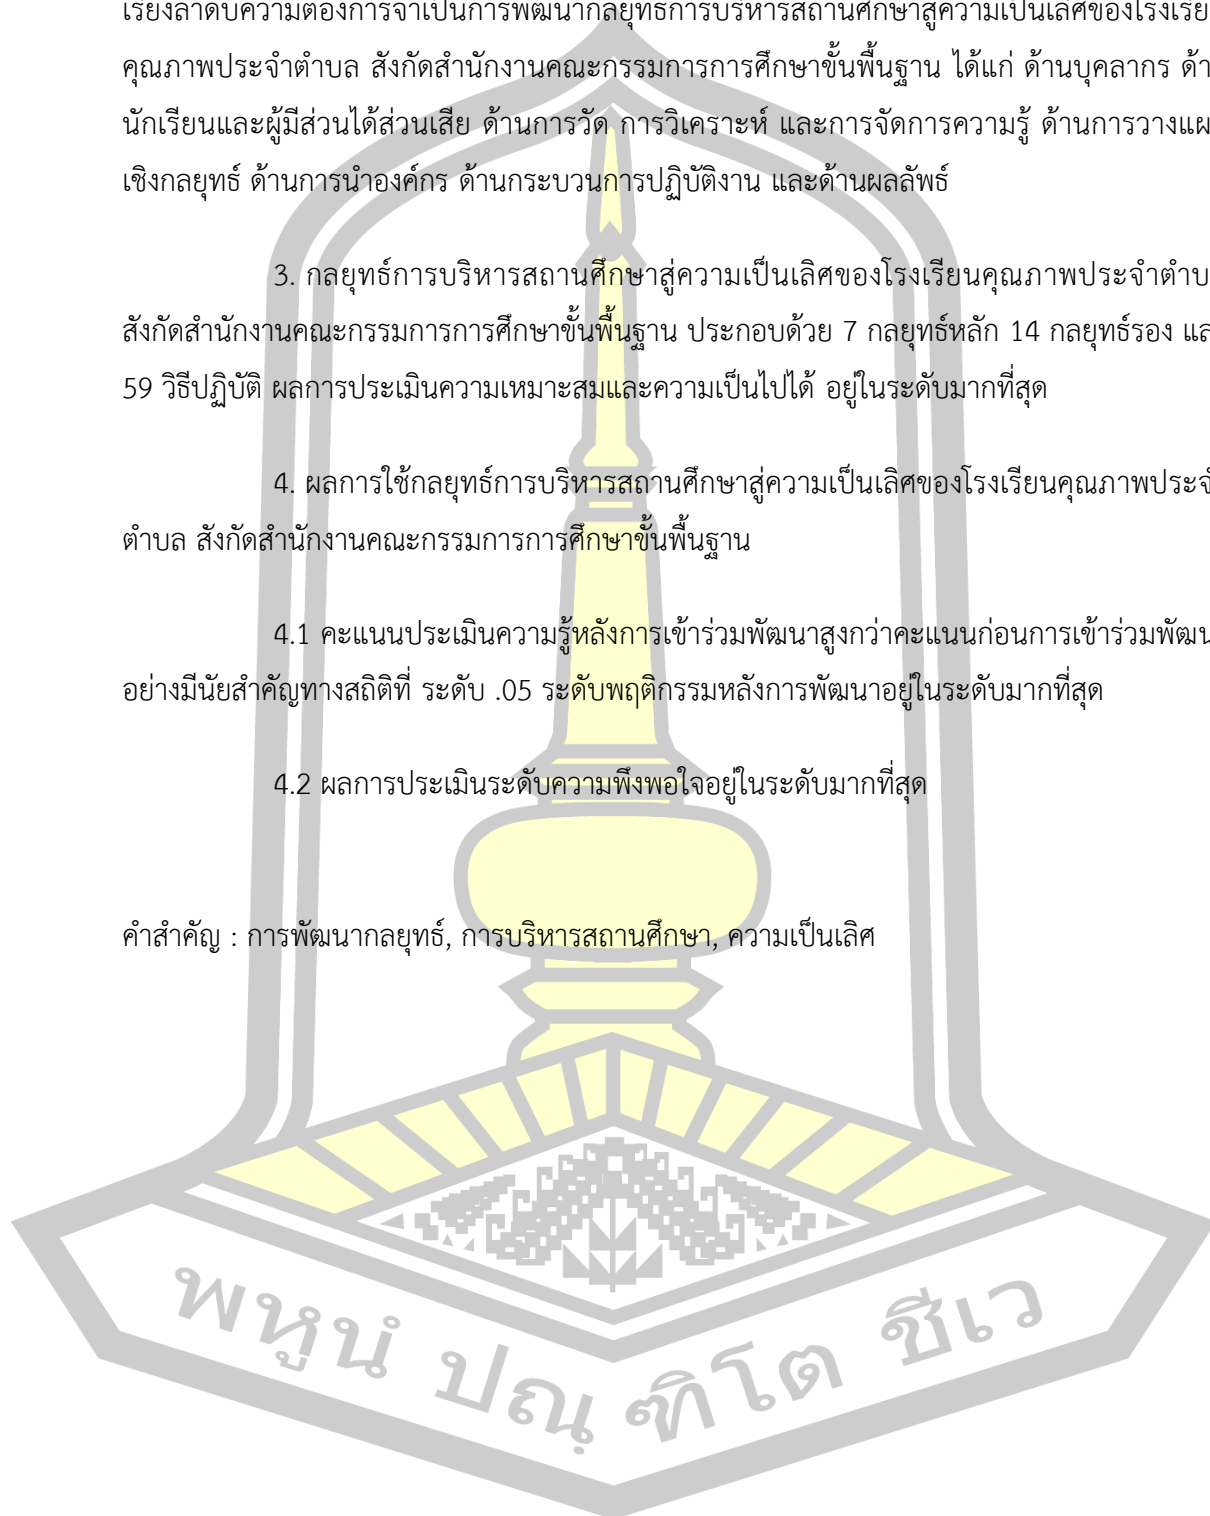 เรียงลำดับความต้องการจำเป็นการพัฒนากลยุทธ์การบริหารสถานศึกษาสู่ความเป็นเลิศของโรงเรีย
คุณภาพประจำตำบล สังกัดสำนักงานคณะกรรมการการศึกษาขั้นพื้นฐาน ได้แก่ ด้านบุคลากร ด้า
นักเรียนและผู้มีส่วนได้ส่วนเสีย ด้านการวัด การวิเคราะห์ และการจัดการความรู้ ด้านการวางแผ
เชิงกลยุทธ์ ด้านการนำองค์กร ด้านกระบวนการปฏิบัติงาน และด้านผลลัพธ์
3. กลยุทธ์การบริหารสถานศึกษาสู่ความเป็นเลิศของโรงเรียนคุณภาพประจำตำบ
สังกัดสำนักงานคณะกรรมการการศึกษาขั้นพื้นฐาน ประกอบด้วย 7 กลยุทธ์หลัก 14 กลยุทธ์รอง แล
59 วิธีปฏิบัติ ผลการประเมินความเหมาะสมและความเป็นไปได้ อยู่ในระดับมากที่สุด
4. ผลการใช้กลยุทธ์การบริหารสถานศึกษาสู่ความเป็นเลิศของโรงเรียนคุณภาพประจำ
ตำบล สังกัดสำนักงานคณะกรรมการการศึกษาขั้นพื้นฐาน
4.1 คะแนนประเมินความรู้หลังการเข้าร่วมพัฒนาสูงกว่าคะแนนก่อนการเข้าร่วมพัฒน
อย่างมีนัยสำคัญทางสถิติที่ ระดับ .05 ระดับพฤติกรรมหลังการพัฒนาอยู่ในระดับมากที่สุด
4.2 ผลการประเมินระดับความพึงพอใจอยู่ในระดับมากที่สุด
คำสำคัญ : การพัฒนากลยุทธ์, การบริหารสถานศึกษา, ความเป็นเลิศ
พหูนํ ปณฺฑิโต ชีเว